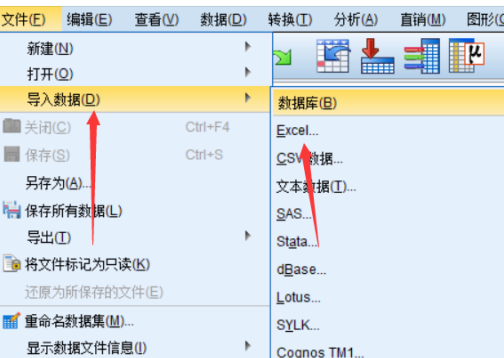 文件(F) 编辑(E) 查看(V) 数据(D) 转换(T) 分析(A) 直销(M) 图形(
新建(N)
打开(O)
导入数据(D)
关闭(C) Ctrl+F4
保存(S) Ctrl+S
另存为(A)...
保存所有数据(L)
导出(T)
将文件标记为只读(K)
还原为所保存的文件(E)
重命名数据集(M)...
显示数据文件信息(I)
μ
数据库(B)
Excel...
CSV数据...
文本数据(T)...
SAS...
Stata...
dBase...
Lotus...
SYLK...
Cognos TM1...